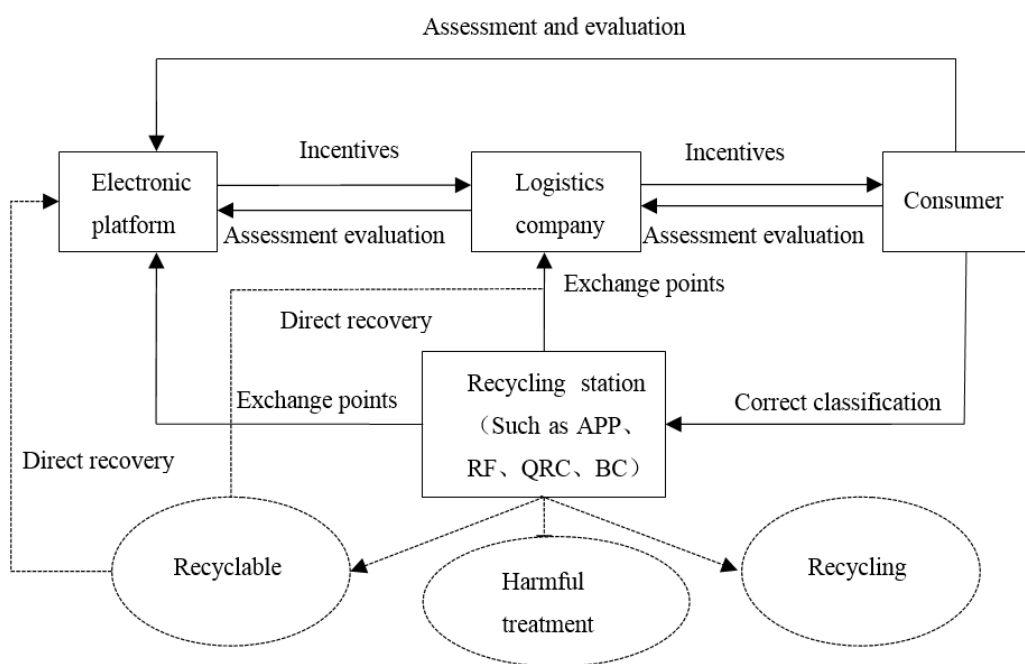 Assessment and evaluation
Incentives
Incentives
Electronic
platform
Logistics
company
Consumer
Assessment evaluation
Assessment evaluation
Exchange points
Direct recovery
Recycling station
（Such as APP、
RF、QRC、BC）
Exchange points
Correct classification
Direct recovery
Recyclable
Harmful
treatment
Recycling